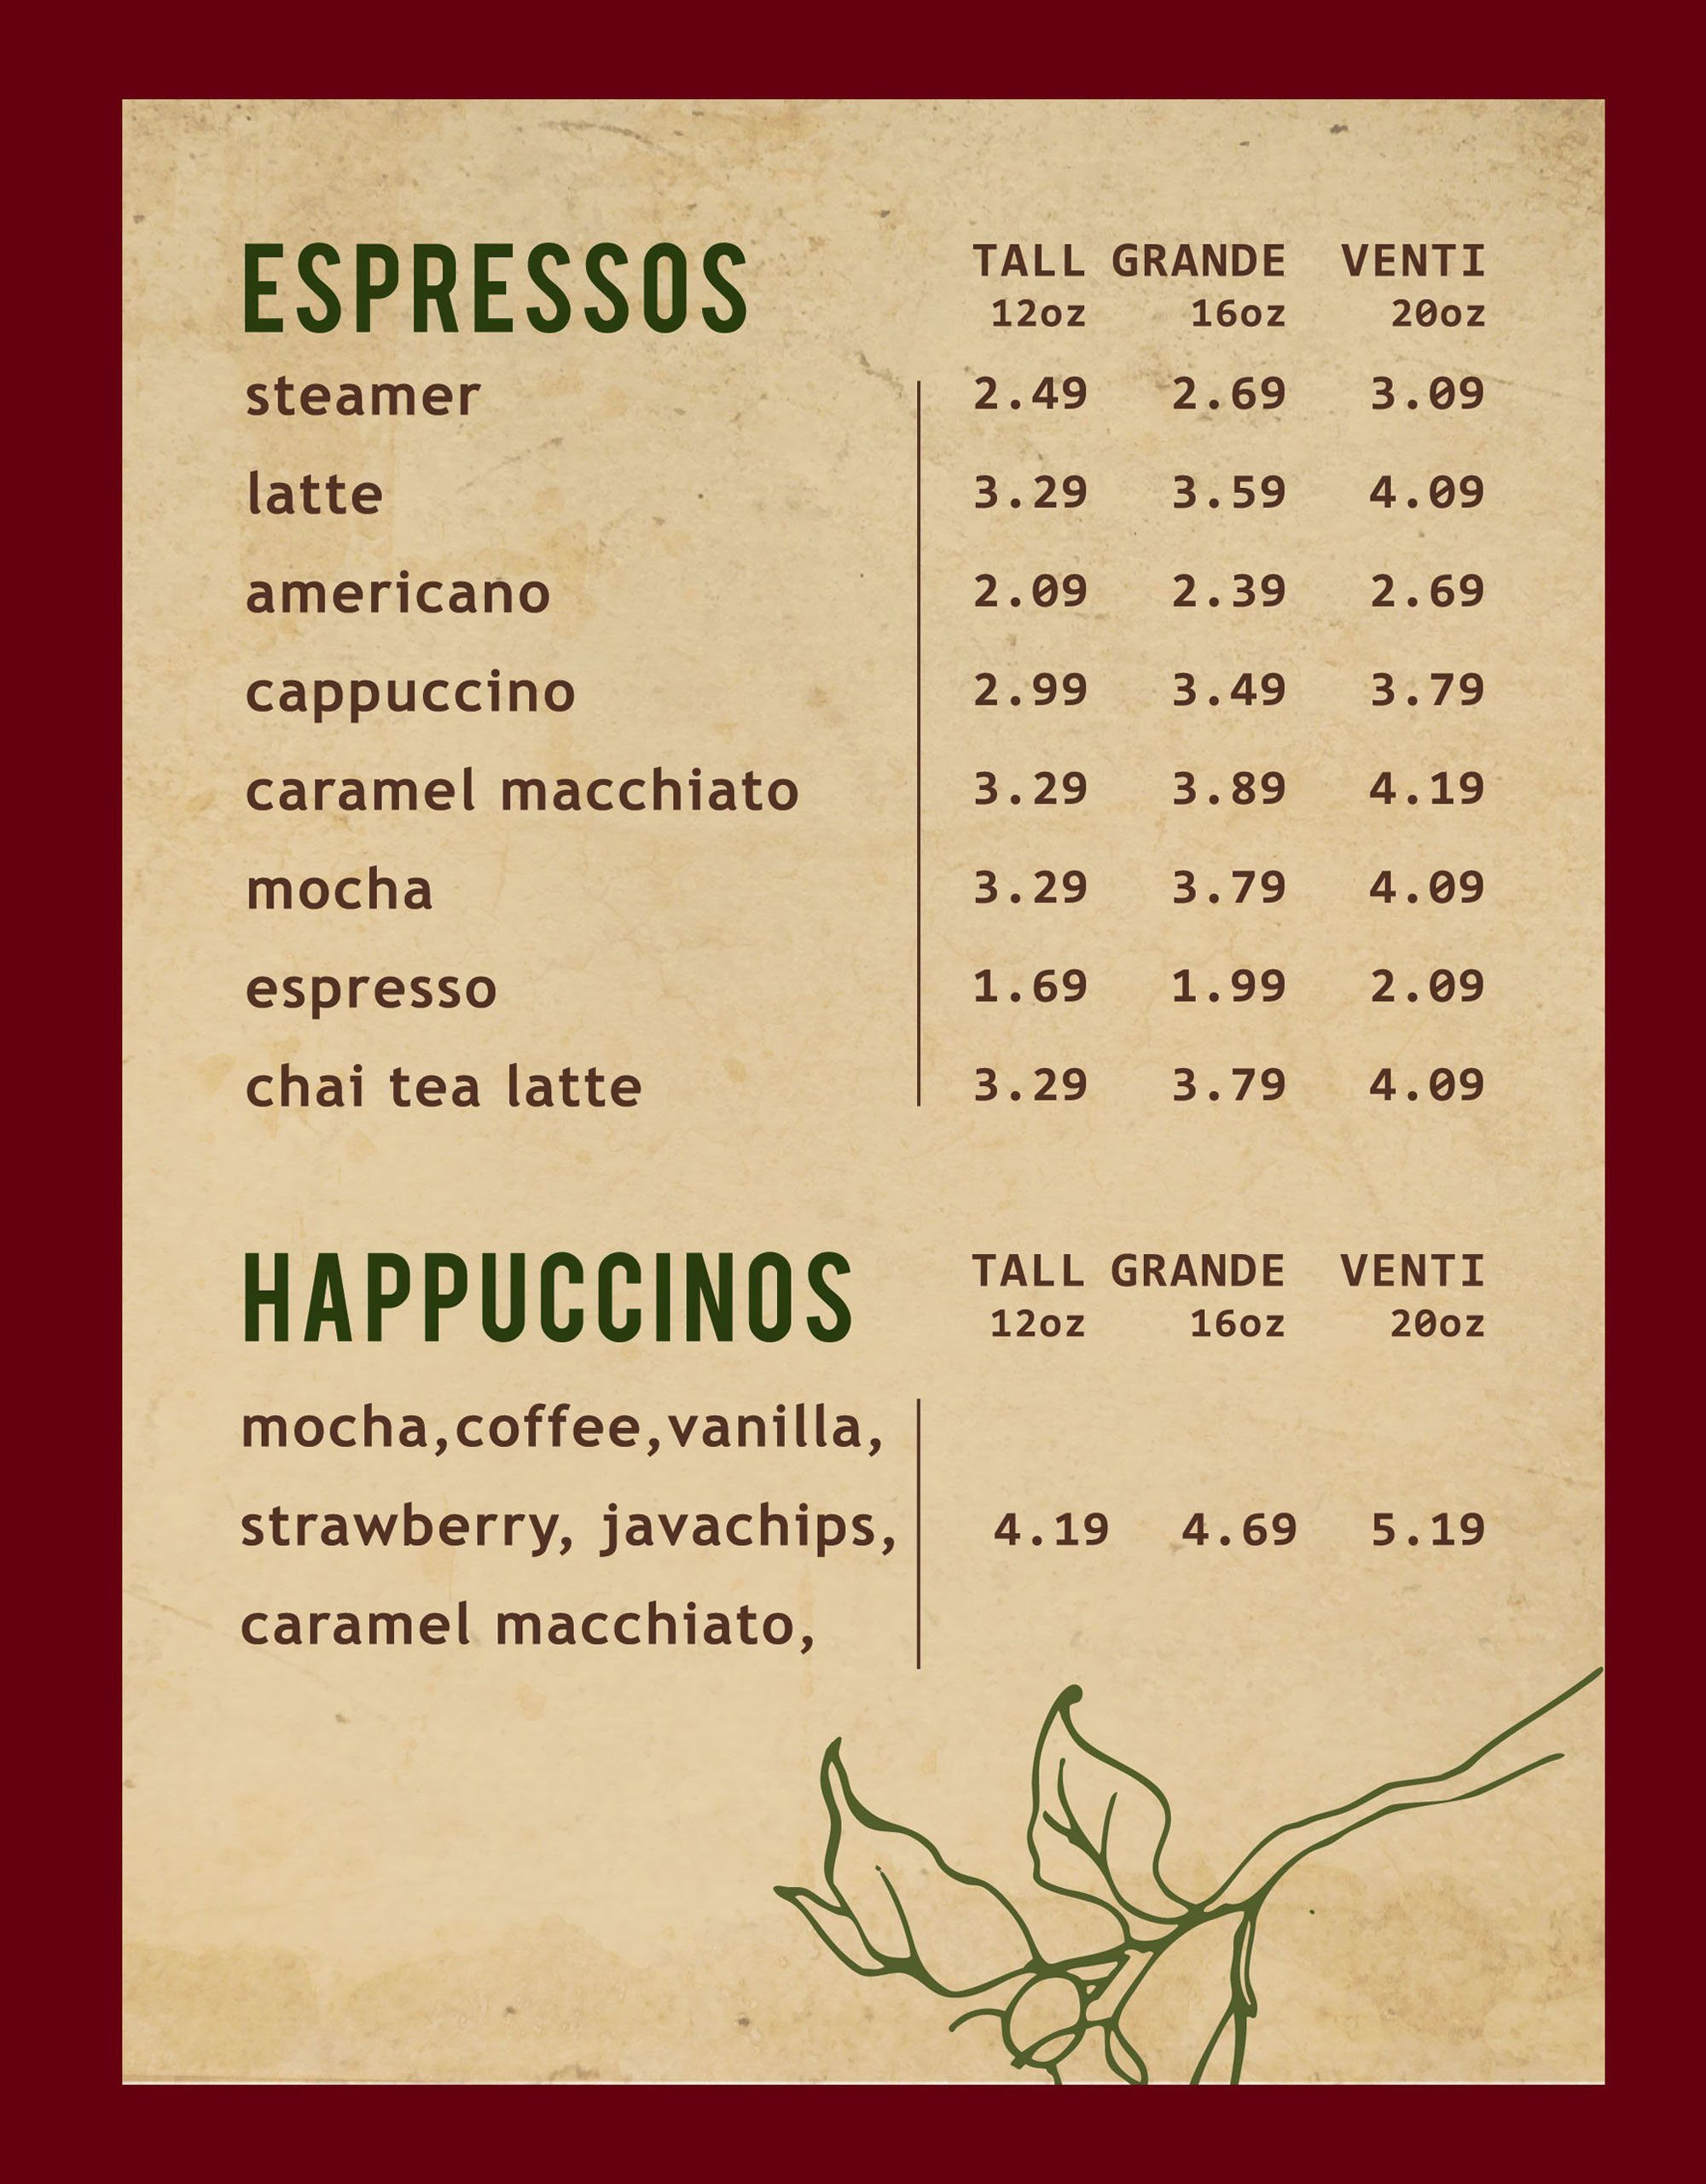 ESPRESSOS TALL GRANDE VENTI
12oz 16oz 20oz
steamer 2.49 2.69 3.09
latte 3.29 3.59 4.09
americano 2.09 2.39 2.69
cappuccino 2.99 3.49 3.79
caramel macchiato 3.29 3.89 4.19
mocha 3.29 3.79 4.09
espresso 1.69 1.99 2.09
chai tea latte 3.29 3.79 4.09
HAPPUCCINOS TALL GRANDE VENTI
12oz 16oz 20oz
mocha,coffee,vanilla,
strawberry, javachips, 4.19 4.69 5.19
caramel macchiato,